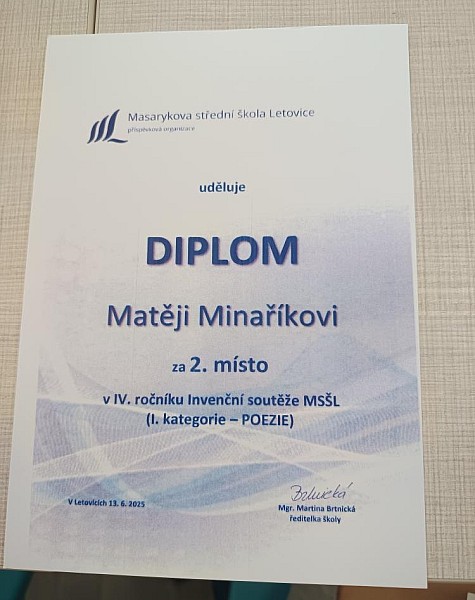 Masarykova střední škola Letovice
příspěvková organizace
uděluje
DIPLOM
Matěji Minaříkovi
za 2. místo
v IV. ročníku Invenční soutěže MSŠL
(I. kategorie – POEZIE)
Brtnická
V Letovicích 13. 6. 2025
Mgr. Martina Brtnická
ředitelka školy